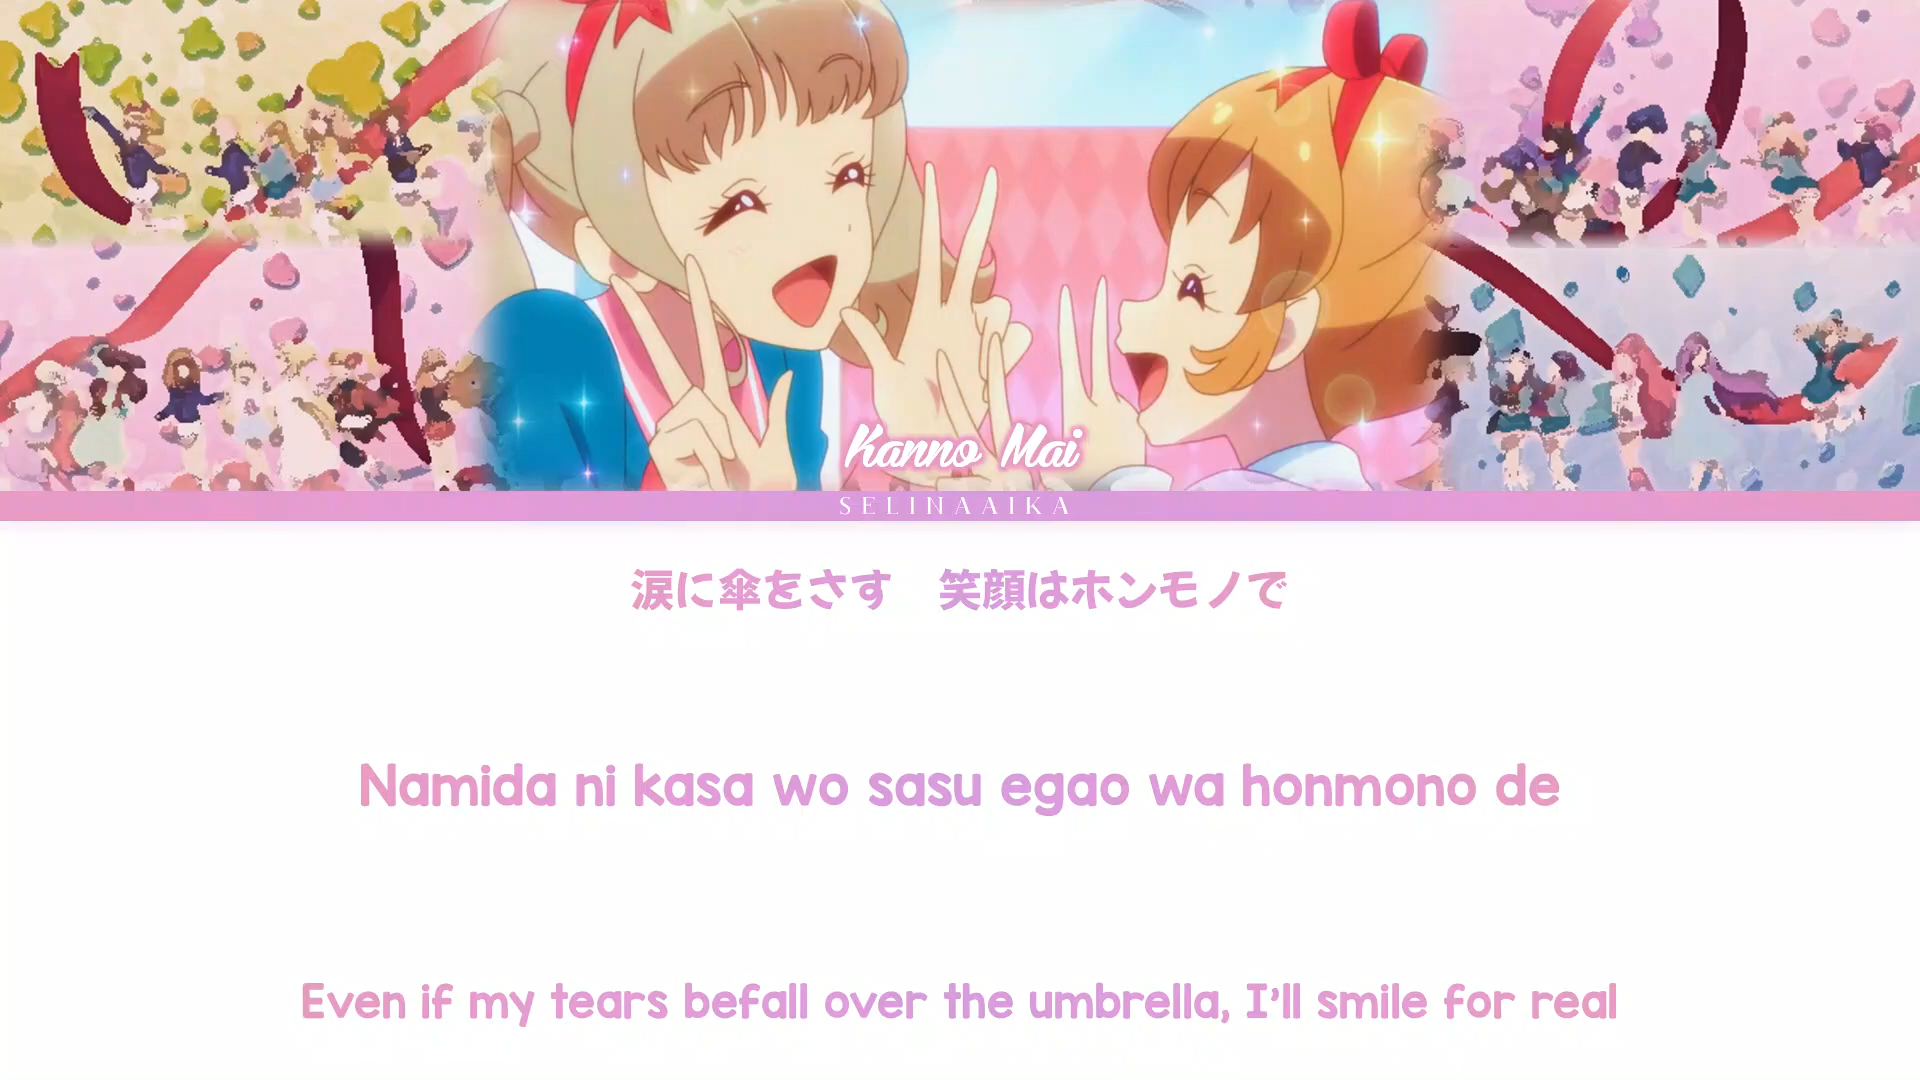 Kanno Mai
SELINAAIKA
涙に傘をさす　笑顔はホンモノで
Namida ni kasa wo sasu egao wa honmono de
Even if my tears befall over the umbrella, I'll smile for real